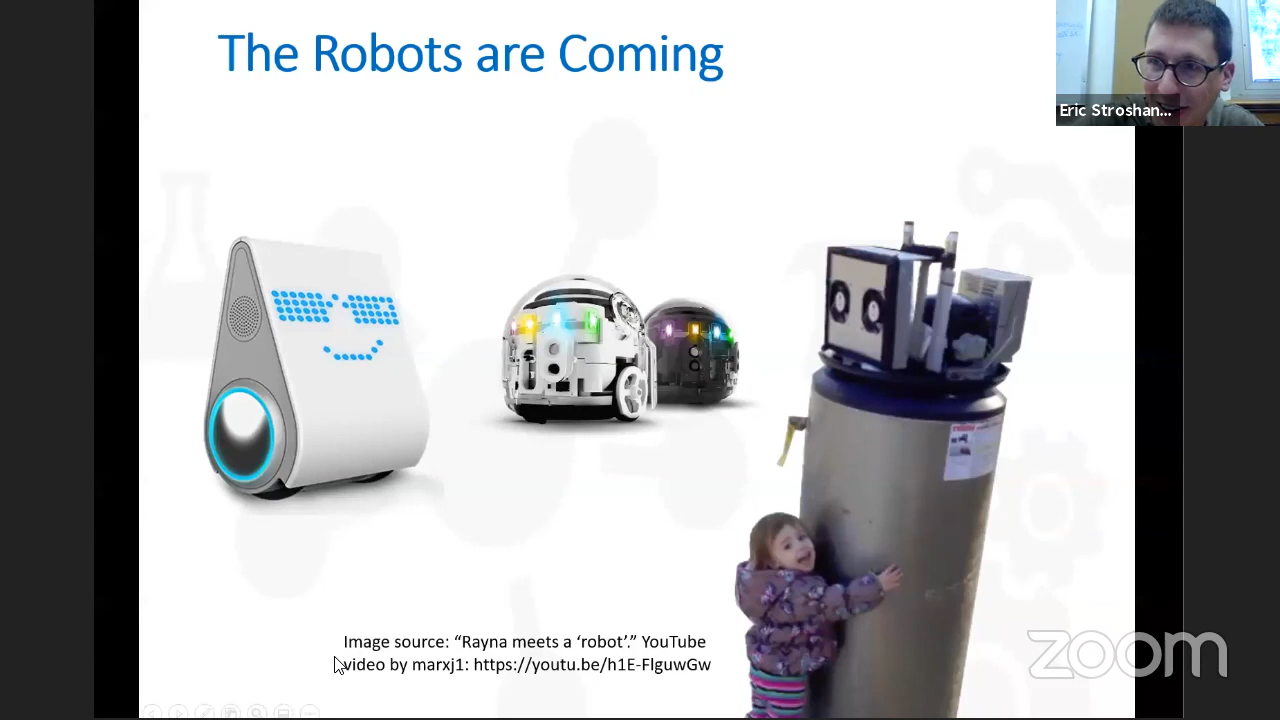 The Robots are Coming
Eric Stroshan...
Image source: “Rayna meets a ‘robot’.” YouTube
video by marxj1: https://youtu.be/h1E-FlguwGw
zoom